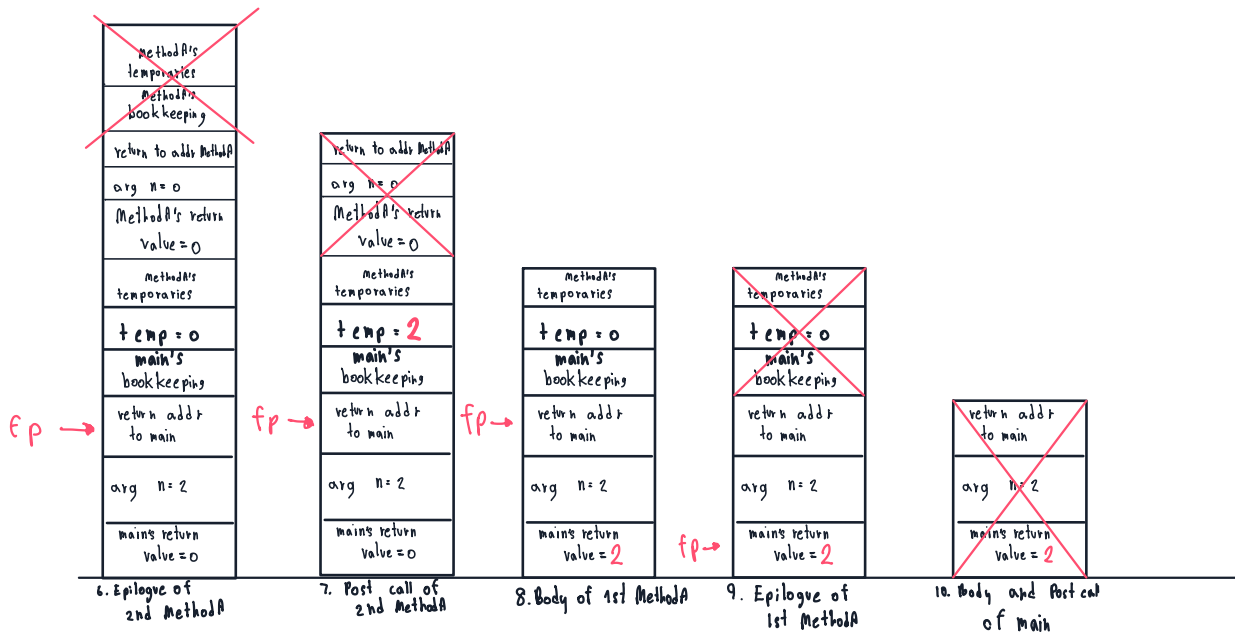 MethodA's
temporaries
MethodA's
bookkeeping
return to addr MethodA
arg n=0
MethodA's return
value=0
MethodA's
temporaries
temp=0
main's
bookkeeping
fp
return addr
to main
arg n=2
main's return
value=0
6. Epilogue of
2nd MethodA
return to addr MethodA
arg n=0
MethodA's return
value=0
MethodA's
temporaries
temp=2
main's
bookkeeping
fp
return addr
to main
arg n=2
main's return
value=0
7. Post call of
2nd MethodA
MethodA's
temporaries
temp=0
main's
bookkeeping
fp
return addr
to main
arg n=2
main's return
value=2
8. Body of 1st MethodA
MethodA's
temporaries
temp=0
main's
bookkeeping
return addr
to main
arg n=2
fp
main's return
value=2
9. Epilogue of
1st MethodA
return addr
to main
arg n=2
main's return
value=2
10. Body and Post cal
of main